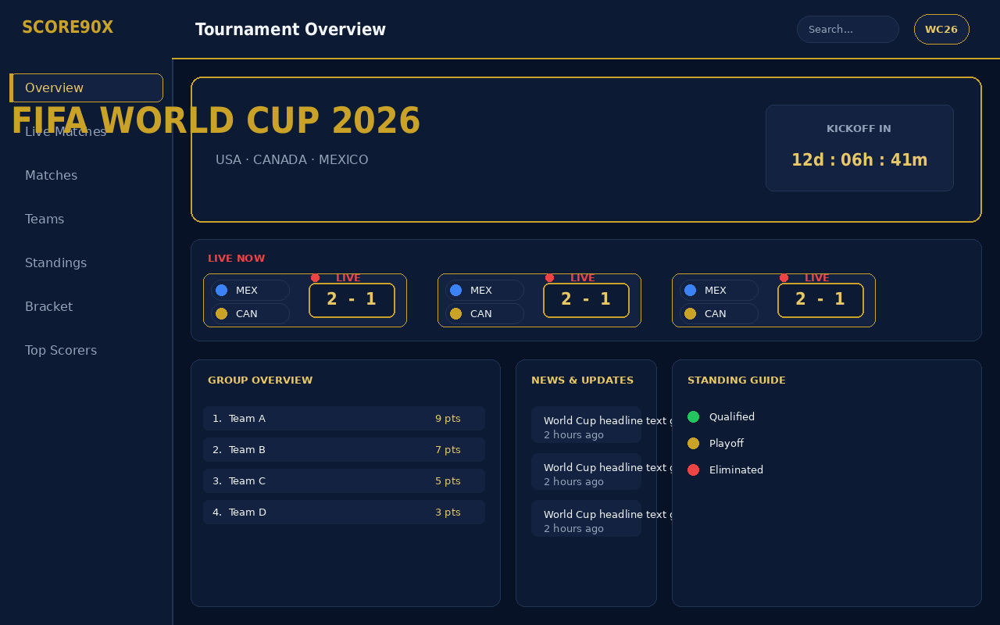 SCORE90X
Tournament Overview
Search...
WC26
Overview
Live Matches
Matches
Teams
Standings
Bracket
Top Scorers
FIFA WORLD CUP 2026
USA · CANADA · MEXICO
KICKOFF IN
12d : 06h : 41m
LIVE NOW
MEX
CAN
LIVE
2 - 1
MEX
CAN
LIVE
2 - 1
MEX
CAN
LIVE
2 - 1
GROUP OVERVIEW
1. Team A 9 pts
2. Team B 7 pts
3. Team C 5 pts
4. Team D 3 pts
NEWS & UPDATES
World Cup headline text
2 hours ago
World Cup headline text
2 hours ago
World Cup headline text
2 hours ago
STANDING GUIDE
Qualified
Playoff
Eliminated